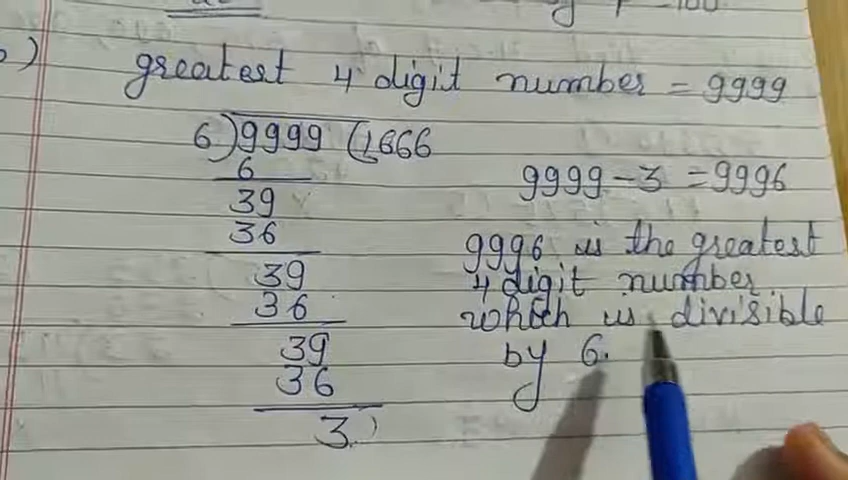 greatest 4 digit number = 9999
6)9999(1666
6
39
36
39
36
39
36
3
9999-3 = 9996
9996 is the greatest
4 digit number
which is divisible
by 6.